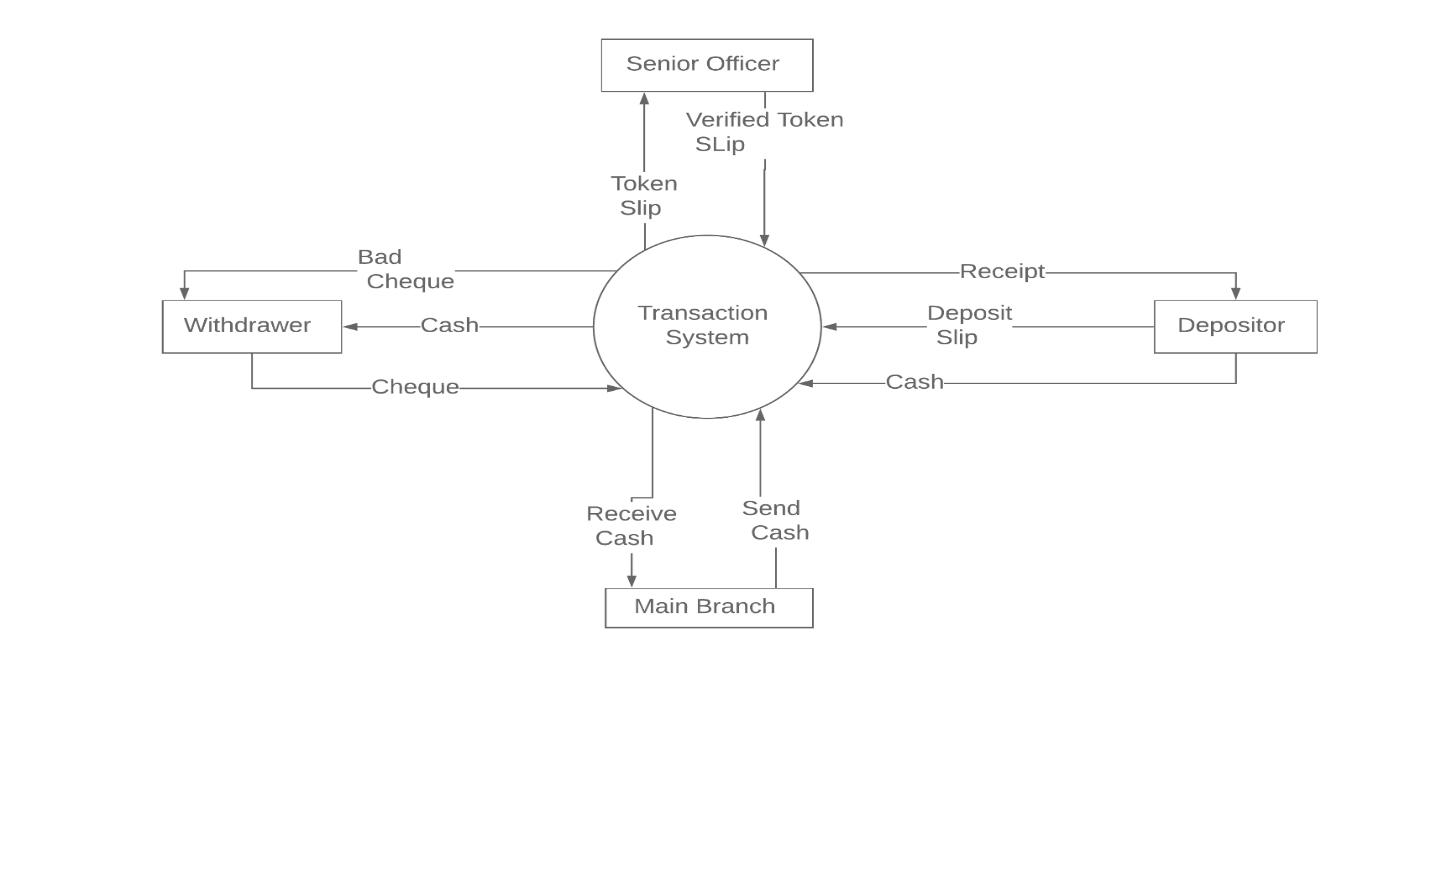 Senior Officer
Verified Token
SLip
Token
Slip
Bad
Cheque
Receipt
Withdrawer
Cash
Transaction
System
Deposit
Slip
Depositor
Cheque
Cash
Receive
Cash
Send
Cash
Main Branch